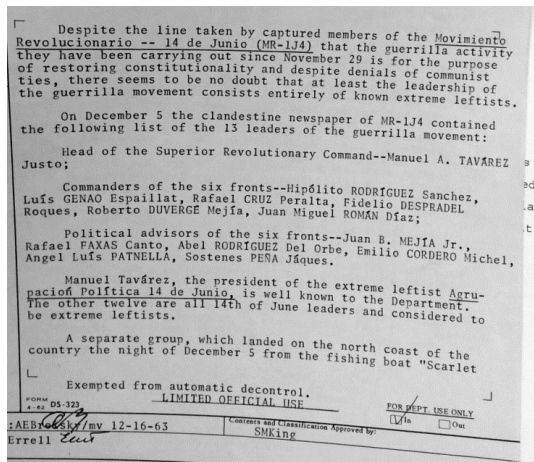 Despite the line taken by captured members of the Movimiento
Revolucionario -- 14 de Junio (MR-1J4) that the guerrilla activity
they have been carrying out since November 29 is for the purpose
of restoring constitutionality and despite denials of communist
ties, there seems to be no doubt that at least the leadership of
the guerrilla movement consists entirely of known extreme leftists.
On December 5 the clandestine newspaper of MR-1J4 contained
the following list of the 13 leaders of the guerrilla movement:
Head of the Superior Revolutionary Command--Manuel A. TAVÁREZ
Justo;
Commanders of the six fronts--Hipólito RODRÍGUEZ Sanchez,
Luís GENAO Espaillat, Rafael CRUZ Peralta, Fidelio DESPRADEL
Roques, Roberto DUVERGÉ Mejía, Juan Miguel ROMÁN Díaz;
Political advisors of the six fronts--Juan B. MEJÍA Jr.,
Rafael FAXAS Canto, Abel RODRÍGUEZ Del Orbe, Emilio CORDERO Michel,
Angel Luís PATNELLA, Sostenes PEÑA Jáques.
Manuel Tavárez, the president of the extreme leftist Agru-
pación Política 14 de Junio, is well known to the Department.
The other twelve are all 14th of June leaders and considered to
be extreme leftists.
A separate group, which landed on the north coast of the
country the night of December 5 from the fishing boat "Scarlet
Exempted from automatic decontrol.
LIMITED OFFICIAL USE
FORM
4-62 DS-323
FOR DEPT. USE ONLY
In Out
:AEBrodsky/mv 12-16-63
Contents and Classification Approved by:
SMKing
Errell